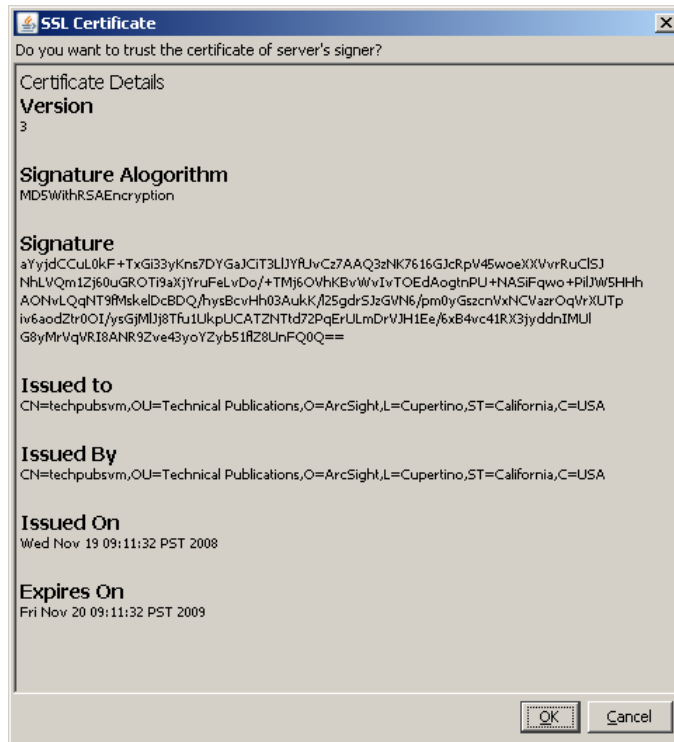 SSL Certificate
Do you want to trust the certificate of server's signer?
Certificate Details
Version
3
Signature Alogorithm
MD5WithRSAEncryption
Signature
aYyjdCCuL0kF+TxGi33yKns7DYGaJCiT3LlJYfUvCz7AAQ3zNK7616GJcRpV45woeXXVvrRuClSJ
NhLVQm1Zj60uGROTi9aXjYruFeLvDo/+TMj6OVhKBvWvIvTOEdAogtnPU+NASiFqwo+PilJW5HHh
AONvLQqNT9fMskelDcBDQ/hysBcvHh03AukK/l25gdrSJzGVN6/pm0yGszcnVxNCVazrOqVrXUTp
iv6aodZtr0OI/ysGjMlJj8Tfu1UkpUCATZNTtd72PqErULmDrVJH1Ee/6xB4vc41RX3jyddnIMUl
G8yMrVqVRI8ANR9Zve43yoYZyb51flZ8UnFQ0Q==
Issued to
CN=techpubsvm,OU=Technical Publications,O=ArcSight,L=Cupertino,ST=California,C=USA
Issued By
CN=techpubsvm,OU=Technical Publications,O=ArcSight,L=Cupertino,ST=California,C=USA
Issued On
Wed Nov 19 09:11:32 PST 2008
Expires On
Fri Nov 20 09:11:32 PST 2009
OK Cancel